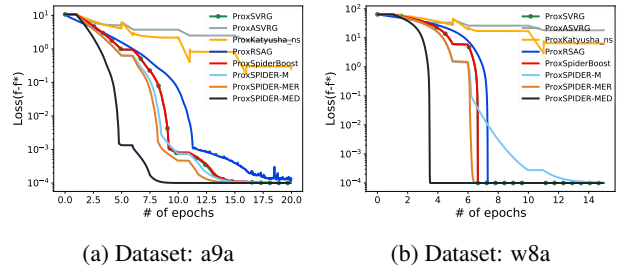 Loss(f-f*)
10¹
10⁰
10⁻¹
10⁻²
10⁻³
10⁻⁴
ProxSVRG
ProxASVRG
ProxKatyusha_ns
ProxRSAG
ProxSpiderBoost
ProxSPIDER-M
ProxSPIDER-MER
ProxSPIDER-MED
0.0 2.5 5.0 7.5 10.0 12.5 15.0 17.5 20.0
# of epochs
(a) Dataset: a9a
Loss(f-f*)
10²
10¹
10⁰
10⁻¹
10⁻²
10⁻³
10⁻⁴
ProxSVRG
ProxASVRG
ProxKatyusha_ns
ProxRSAG
ProxSpiderBoost
ProxSPIDER-M
ProxSPIDER-MER
ProxSPIDER-MED
0 2 4 6 8 10 12 14
# of epochs
(b) Dataset: w8a